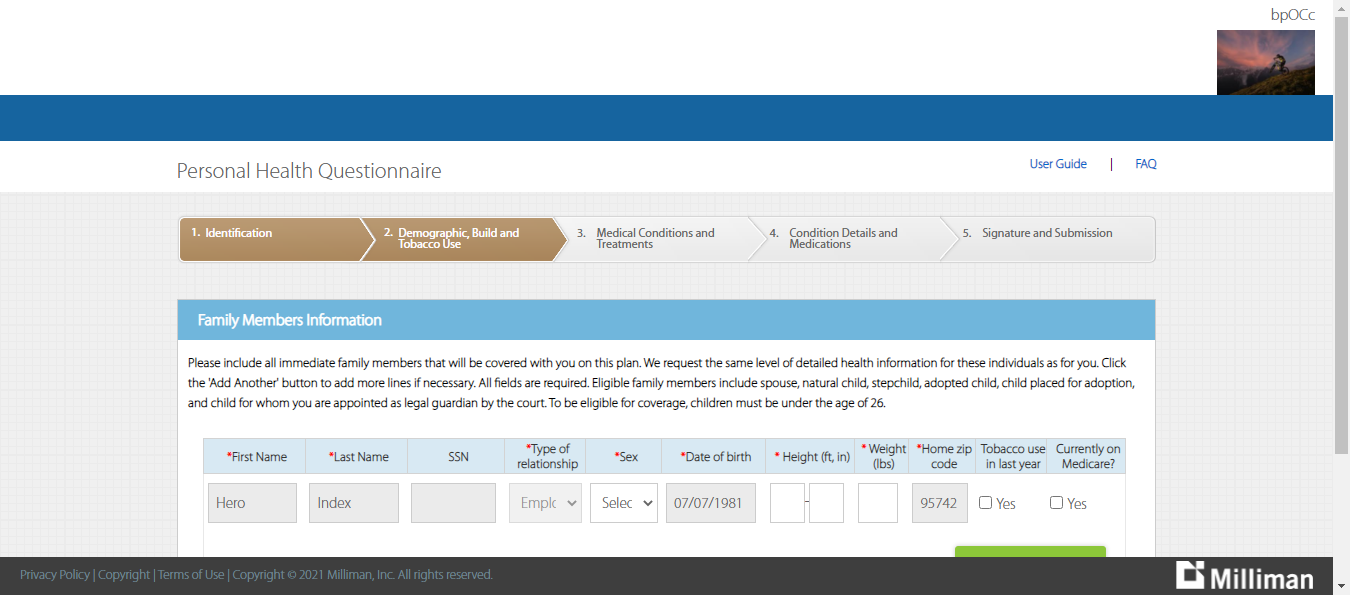 bpOCc
Personal Health Questionnaire
User Guide | FAQ
1. Identification
2. Demographic, Build and
Tobacco Use
3. Medical Conditions and
Treatments
4. Condition Details and
Medications
5. Signature and Submission
Family Members Information
Please include all immediate family members that will be covered with you on this plan. We request the same level of detailed health information for these individuals as for you. Click
the 'Add Another' button to add more lines if necessary. All fields are required. Eligible family members include spouse, natural child, stepchild, adopted child, child placed for adoption,
and child for whom you are appointed as legal guardian by the court. To be eligible for coverage, children must be under the age of 26.
*First Name
*Last Name
SSN
*Type of
relationship
*Sex
*Date of birth
* Height (ft, in)
* Weight
(lbs)
*Home zip
code
Tobacco use
in last year
Currently on
Medicare?
Hero
Index
Emplc
Selec
07/07/1981
-
95742
Yes
Yes
Privacy Policy | Copyright | Terms of Use | Copyright © 2021 Milliman, Inc. All rights reserved.
Milliman